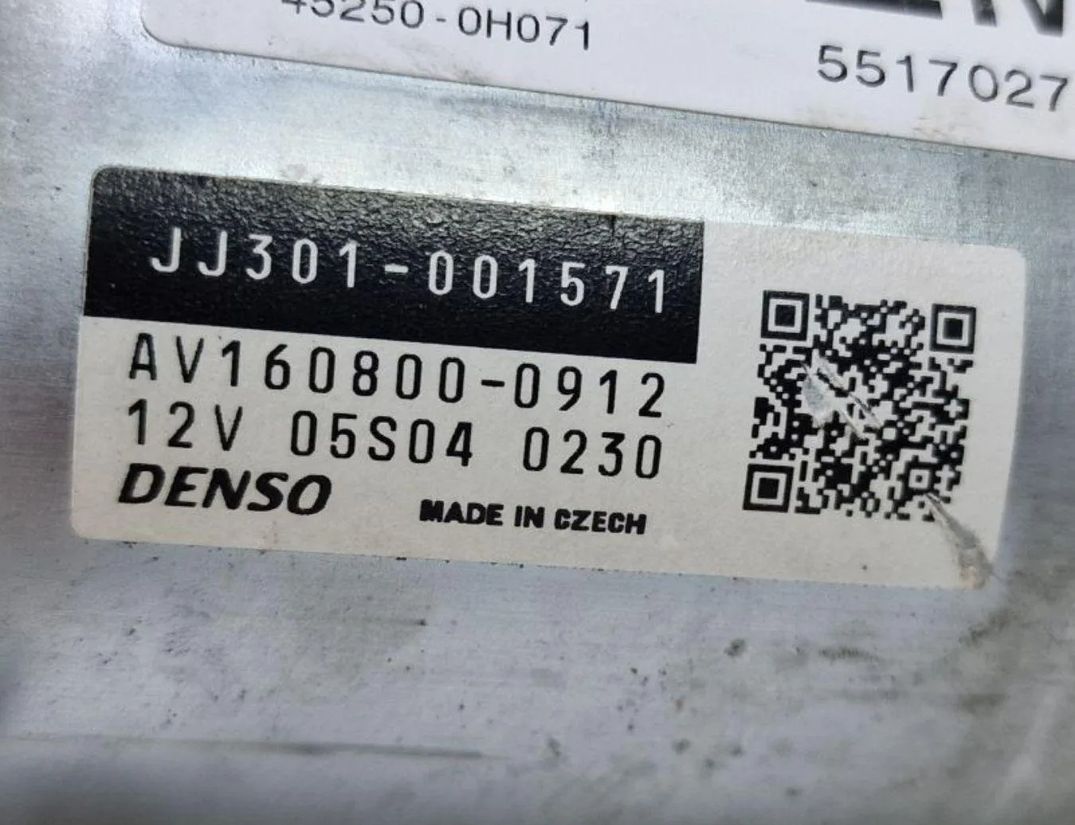 45250-0H071
5517027
JJ301-001571
AV160800-0912
12V 05S04 0230
DENSO
MADE IN CZECH